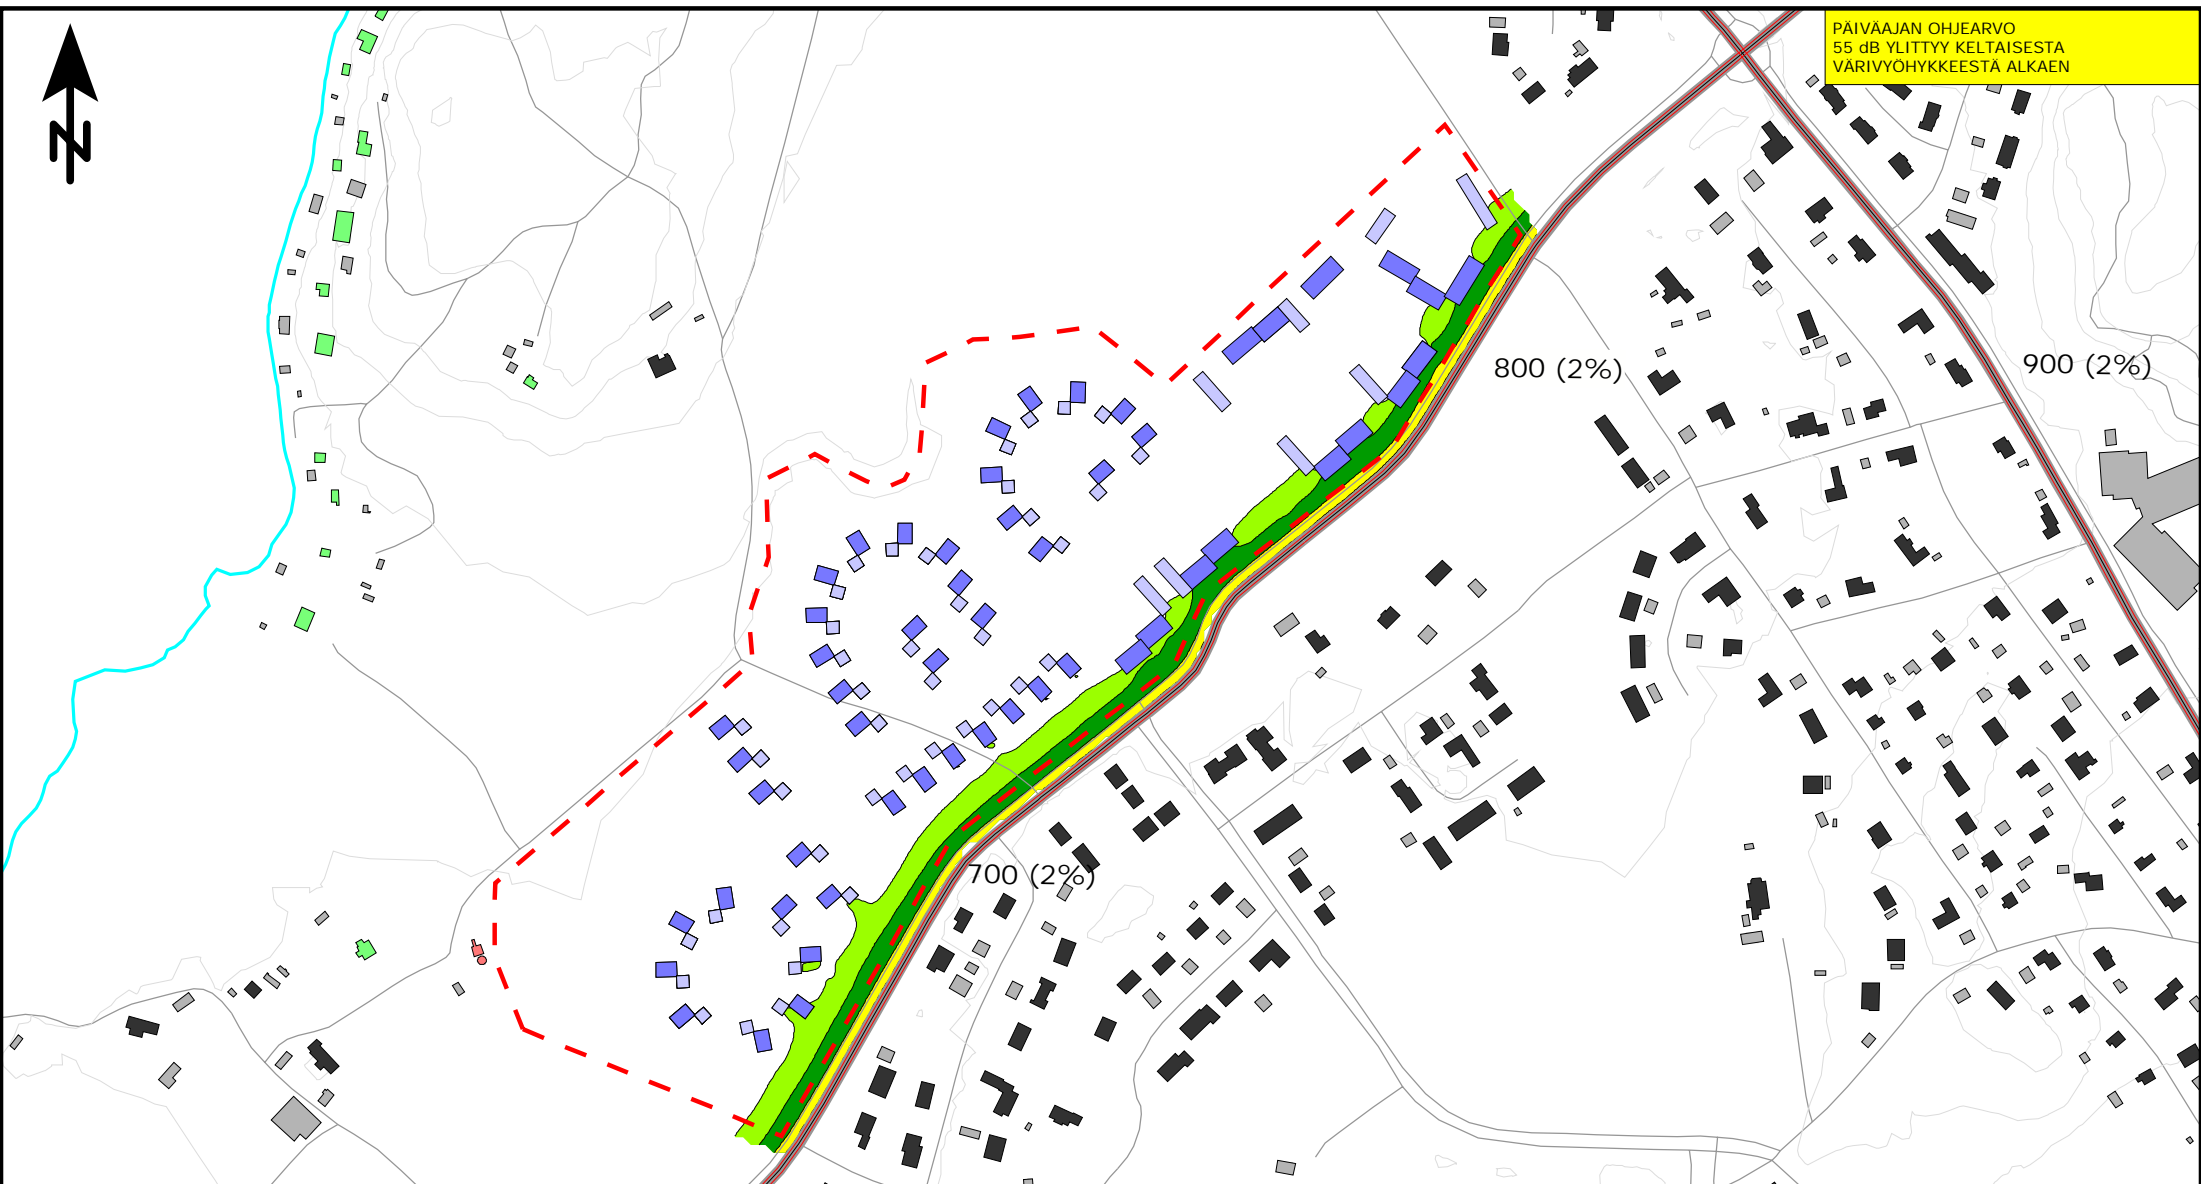 PÄIVÄAJAN OHJEARVO
55 dB YLITTYY KELTAISESTA
VÄRIVYÖHYKKEESTÄ ALKAEN
N
800 (2%)
900 (2%)
700 (2%)